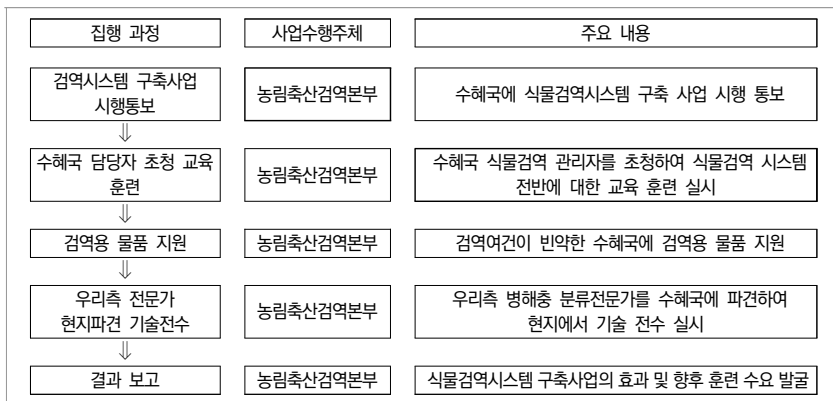 집행 과정 사업수행주체 주요 내용
검역시스템 구축사업
시행통보
농림축산검역본부
수혜국에 식물검역시스템 구축 사업 시행 통보
⇓
수혜국 담당자 초청 교육
훈련
농림축산검역본부
수혜국 식물검역 관리자를 초청하여 식물검역 시스템
전반에 대한 교육 훈련 실시
⇓
검역용 물품 지원
농림축산검역본부
검역여건이 빈약한 수혜국에 검역용 물품 지원
⇓
우리측 전문가
현지파견 기술전수
농림축산검역본부
우리측 병해충 분류전문가를 수혜국에 파견하여
현지에서 기술 전수 실시
⇓
결과 보고
농림축산검역본부
식물검역시스템 구축사업의 효과 및 향후 훈련 수요 발굴